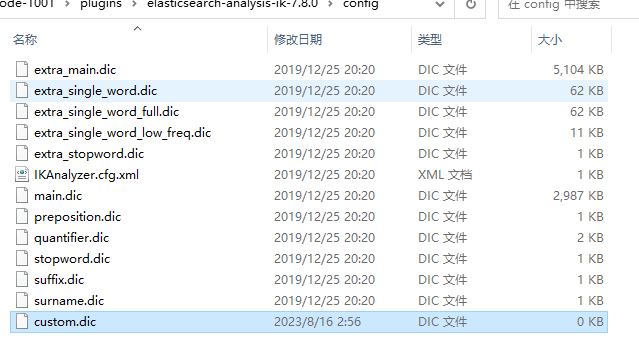 ode-1001 > plugins > elasticsearch-analysis-ik-7.8.0 > config 在 config 中搜索
名称 修改日期 类型 大小
extra_main.dic 2019/12/25 20:20 DIC 文件 5,104 KB
extra_single_word.dic 2019/12/25 20:20 DIC 文件 62 KB
extra_single_word_full.dic 2019/12/25 20:20 DIC 文件 62 KB
extra_single_word_low_freq.dic 2019/12/25 20:20 DIC 文件 11 KB
extra_stopword.dic 2019/12/25 20:20 DIC 文件 1 KB
IKAnalyzer.cfg.xml 2019/12/25 20:20 XML 文档 1 KB
main.dic 2019/12/25 20:20 DIC 文件 2,987 KB
preposition.dic 2019/12/25 20:20 DIC 文件 1 KB
quantifier.dic 2019/12/25 20:20 DIC 文件 2 KB
stopword.dic 2019/12/25 20:20 DIC 文件 1 KB
suffix.dic 2019/12/25 20:20 DIC 文件 1 KB
surname.dic 2019/12/25 20:20 DIC 文件 1 KB
custom.dic 2023/8/16 2:56 DIC 文件 0 KB